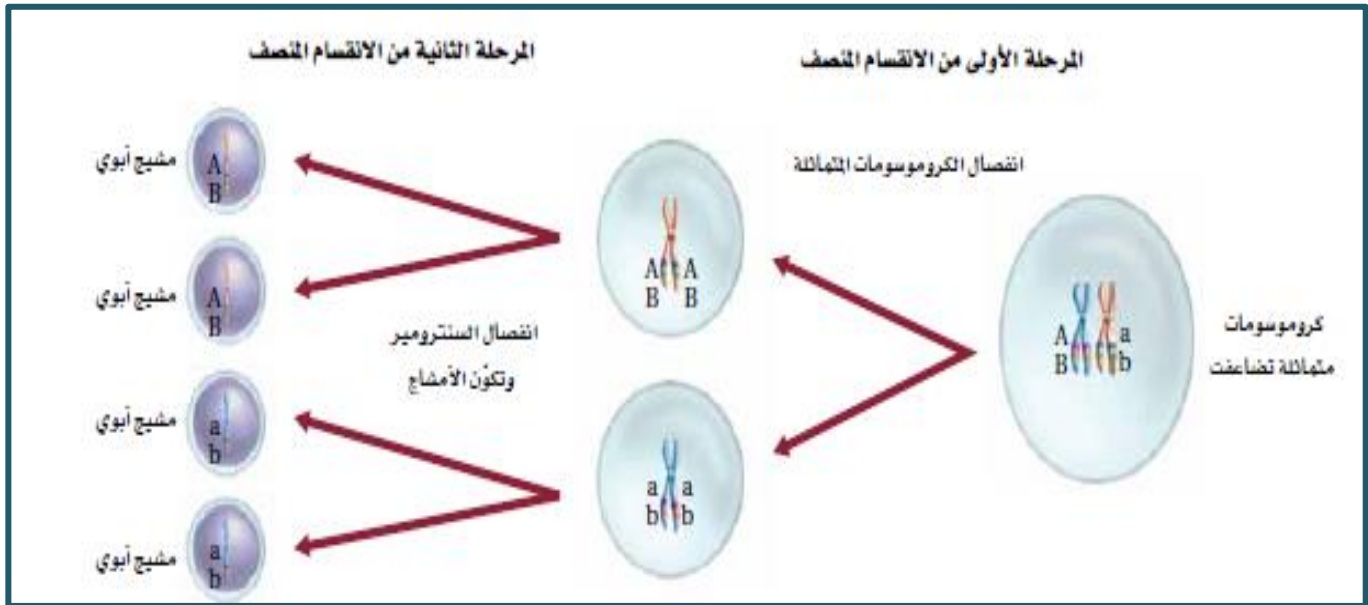 المرحلة الأولى من الانقسام المنصف
المرحلة الثانية من الانقسام المنصف
كروموسومات
متماثلة تضاعفت
A
B
a
b
انفصال الكروموسومات المتماثلة
A A
B B
a a
b b
انفصال السنترومير
وتكوّن الأمشاج
مشيج أبوي
A
B
مشيج أبوي
A
B
مشيج أبوي
a
b
مشيج أبوي
a
b